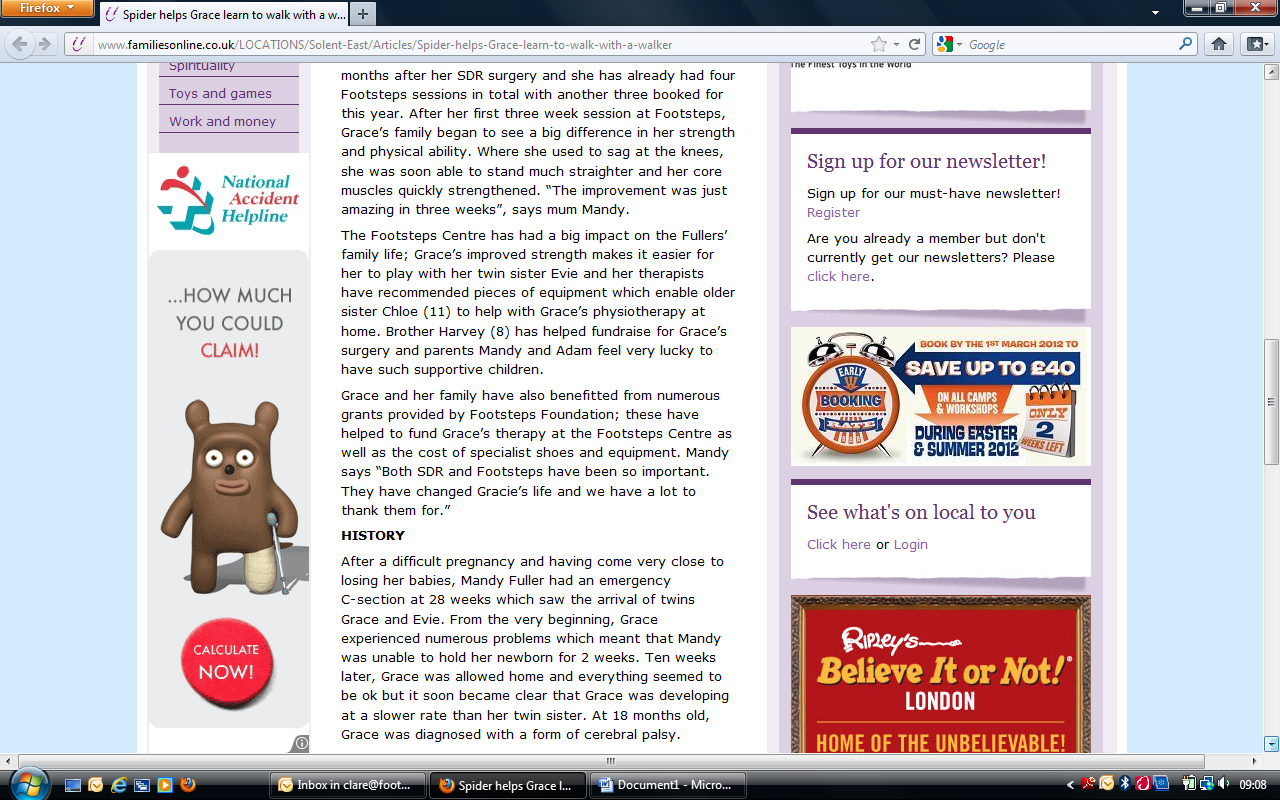 Firefox
Spider helps Grace learn to walk with a w...
www.familiesonline.co.uk/LOCATIONS/Solent-East/Articles/Spider-helps-Grace-learn-to-walk-with-a-walker
Google
Spirituality
Toys and games
Work and money
National
Accident
Helpline
...HOW MUCH
YOU COULD
CLAIM!
CALCULATE
NOW!
months after her SDR surgery and she has already had four
Footsteps sessions in total with another three booked for
this year. After her first three week session at Footsteps,
Grace’s family began to see a big difference in her strength
and physical ability. Where she used to sag at the knees,
she was soon able to stand much straighter and her core
muscles quickly strengthened. “The improvement was just
amazing in three weeks”, says mum Mandy.
The Footsteps Centre has had a big impact on the Fullers’
family life; Grace’s improved strength makes it easier for
her to play with her twin sister Evie and her therapists
have recommended pieces of equipment which enable older
sister Chloe (11) to help with Grace’s physiotherapy at
home. Brother Harvey (8) has helped fundraise for Grace’s
surgery and parents Mandy and Adam feel very lucky to
have such supportive children.
Grace and her family have also benefitted from numerous
grants provided by Footsteps Foundation; these have
helped to fund Grace’s therapy at the Footsteps Centre as
well as the cost of specialist shoes and equipment. Mandy
says “Both SDR and Footsteps have been so important.
They have changed Gracie’s life and we have a lot to
thank them for.”
HISTORY
After a difficult pregnancy and having come very close to
losing her babies, Mandy Fuller had an emergency
C-section at 28 weeks which saw the arrival of twins
Grace and Evie. From the very beginning, Grace
experienced numerous problems which meant that Mandy
was unable to hold her newborn for 2 weeks. Ten weeks
later, Grace was allowed home and everything seemed to
be ok but it soon became clear that Grace was developing
at a slower rate than her twin sister. At 18 months old,
Grace was diagnosed with a form of cerebral palsy.
The Finest Toys in the World
Sign up for our newsletter!
Sign up for our must-have newsletter!
Register
Are you already a member but don't
currently get our newsletters? Please
click here.
BOOK BY THE 1ST MARCH 2012 TO
SAVE UP TO £40
EARLY
BOOKING
ON ALL CAMPS
& WORKSHOPS
DURING EASTER
& SUMMER 2012
ONLY
2
WEEKS LEFT
See what's on local to you
Click here or Login
RIPLEY'S
Believe It or Not!®
LONDON
HOME OF THE UNBELIEVABLE!
Inbox in clare@foot...
Spider helps Grace l...
Document1 - Micro...
09:08